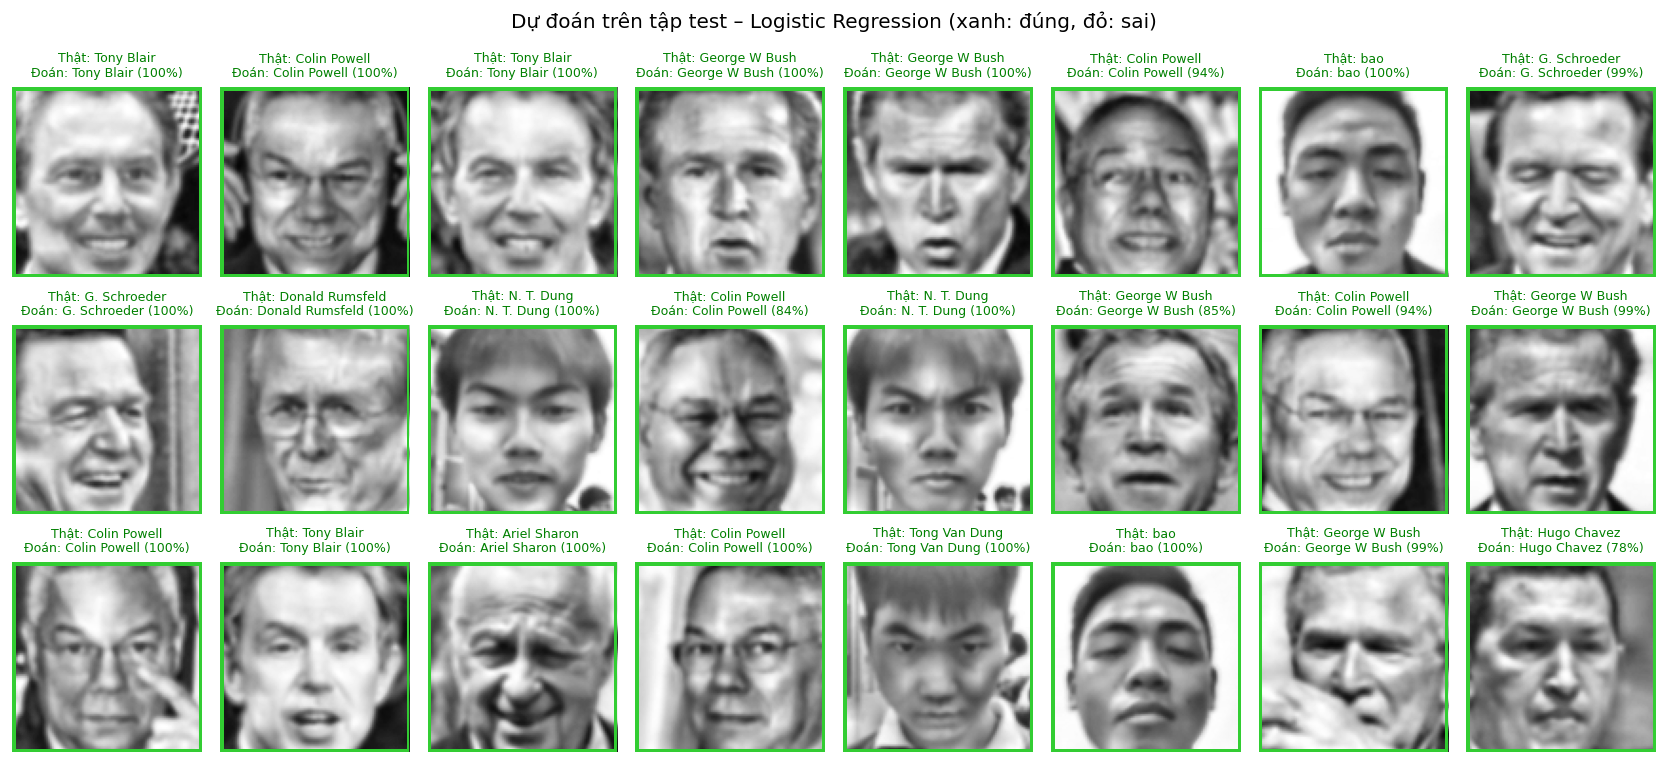 Dự đoán trên tập test – Logistic Regression (xanh: đúng, đỏ: sai)
Thật: Tony Blair
Đoán: Tony Blair (100%)
Thật: Colin Powell
Đoán: Colin Powell (100%)
Thật: Tony Blair
Đoán: Tony Blair (100%)
Thật: George W Bush
Đoán: George W Bush (100%)
Thật: George W Bush
Đoán: George W Bush (100%)
Thật: Colin Powell
Đoán: Colin Powell (94%)
Thật: bao
Đoán: bao (100%)
Thật: G. Schroeder
Đoán: G. Schroeder (99%)
Thật: G. Schroeder
Đoán: G. Schroeder (100%)
Thật: Donald Rumsfeld
Đoán: Donald Rumsfeld (100%)
Thật: N. T. Dung
Đoán: N. T. Dung (100%)
Thật: Colin Powell
Đoán: Colin Powell (84%)
Thật: N. T. Dung
Đoán: N. T. Dung (100%)
Thật: George W Bush
Đoán: George W Bush (85%)
Thật: Colin Powell
Đoán: Colin Powell (94%)
Thật: George W Bush
Đoán: George W Bush (99%)
Thật: Colin Powell
Đoán: Colin Powell (100%)
Thật: Tony Blair
Đoán: Tony Blair (100%)
Thật: Ariel Sharon
Đoán: Ariel Sharon (100%)
Thật: Colin Powell
Đoán: Colin Powell (100%)
Thật: Tong Van Dung
Đoán: Tong Van Dung (100%)
Thật: bao
Đoán: bao (100%)
Thật: George W Bush
Đoán: George W Bush (99%)
Thật: Hugo Chavez
Đoán: Hugo Chavez (78%)